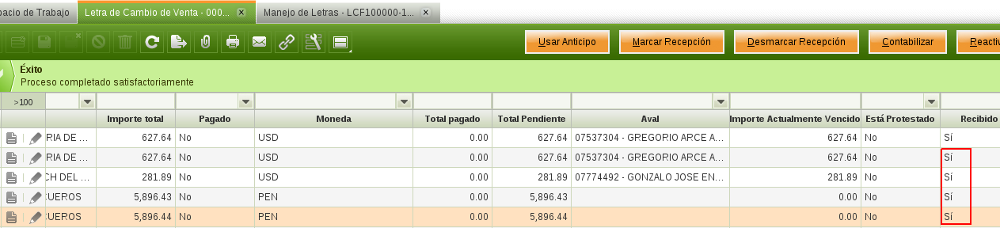 pacio de Trabajo Letra de Cambio de Venta - 000... Manejo de Letras - LCF100000-1...
Usar Anticipo Marcar Recepción Desmarcar Recepción Contabilizar Reactiv
Éxito
Proceso completado satisfactoriamente
>100
Importe total Pagado Moneda Total pagado Total Pendiente Aval Importe Actualmente Vencido Está Protestado Recibido
RIA DE ... 627.64 No USD 0.00 627.64 07537304 - GREGORIO ARCE A... 627.64 No Sí
RIA DE ... 627.64 No USD 0.00 627.64 07537304 - GREGORIO ARCE A... 627.64 No Sí
CH DEL ... 281.89 No USD 0.00 281.89 07774492 - GONZALO JOSE EN... 281.89 No Sí
CUEROS 5,896.43 No PEN 0.00 5,896.43 0.00 No Sí
CUEROS 5,896.44 No PEN 0.00 5,896.44 0.00 No Sí